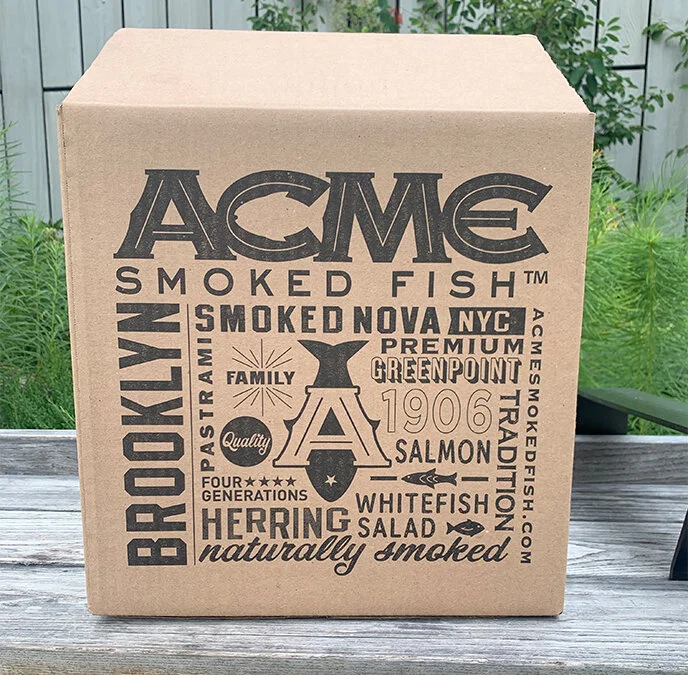 ACME
SMOKED FISH™
BROOKLYN
PASTRAMI
SMOKED NOVA NYC
PREMIUM
FAMILY
GREENPOINT
1906
Quality
A
SALMON
TRADITION
ACMESMOKEDFISH.COM
FOUR ★★★★
GENERATIONS
WHITEFISH
HERRING
SALAD
naturally smoked